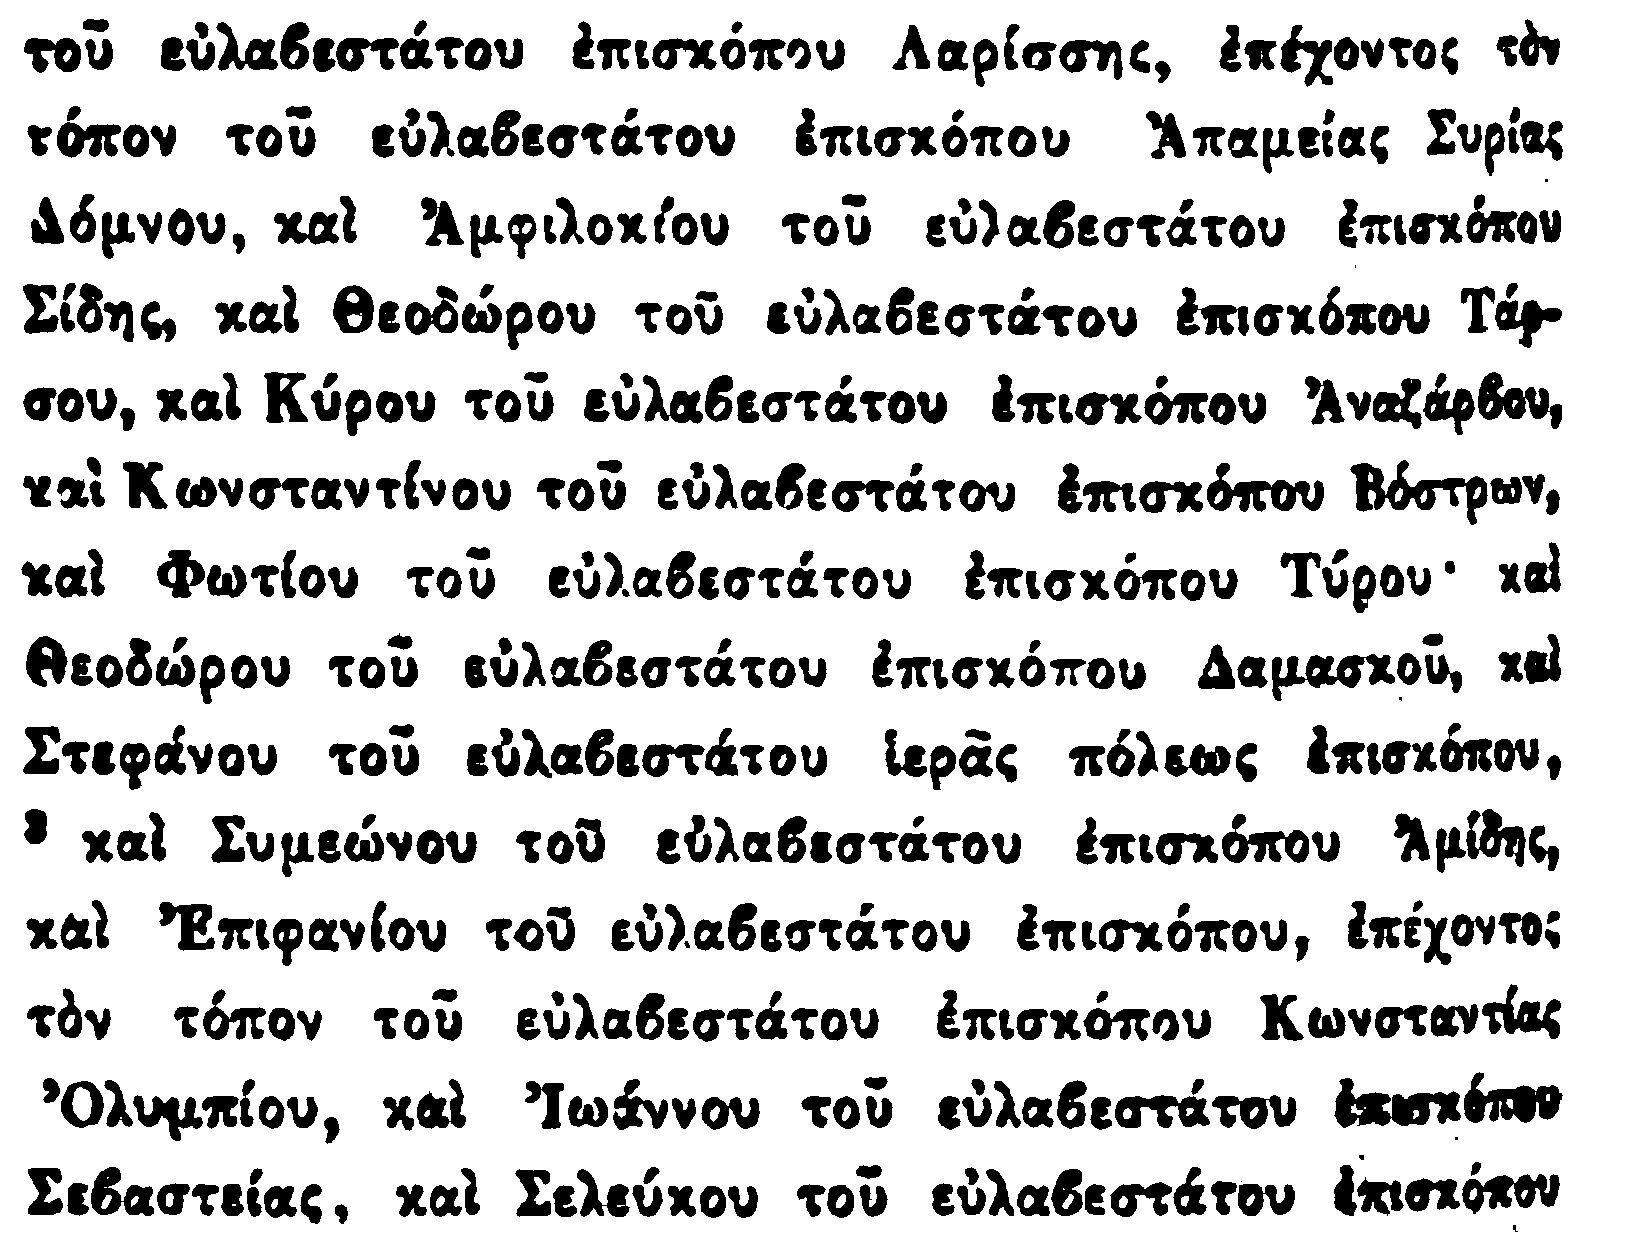 τοῦ εὐλαβεστάτου ἐπισκόπου Λαρίσσης, ἐπέχοντος τὸν
τόπον τοῦ εὐλαβεστάτου ἐπισκόπου Ἀπαμείας Συρίας
Δόμνου, καὶ Ἀμφιλοκίου τοῦ εὐλαβεστάτου ἐπισκόπου
Σίδης, καὶ Θεοδώρου τοῦ εὐλαβεστάτου ἐπισκόπου Τάρ-
σου, καὶ Κύρου τοῦ εὐλαβεστάτου ἐπισκόπου Ἀναζάρβου,
καὶ Κωνσταντίνου τοῦ εὐλαβεστάτου ἐπισκόπου Βόστρων,
καὶ Φωτίου τοῦ εὐλαβεστάτου ἐπισκόπου Τύρου· καὶ
Θεοδώρου τοῦ εὐλαβεστάτου ἐπισκόπου Δαμασκοῦ, καὶ
Στεφάνου τοῦ εὐλαβεστάτου ἱερᾶς πόλεως ἐπισκόπου,
καὶ Συμεώνου τοῦ εὐλαβεστάτου ἐπισκόπου Ἀμίδης,
καὶ Ἐπιφανίου τοῦ εὐλαβεστάτου ἐπισκόπου, ἐπέχοντος
τὸν τόπον τοῦ εὐλαβεστάτου ἐπισκόπου Κωνσταντίας
Ὀλυμπίου, καὶ Ἰωάννου τοῦ εὐλαβεστάτου ἐπισκόπου
Σεβαστείας, καὶ Σελεύκου τοῦ εὐλαβεστάτου ἐπισκόπου